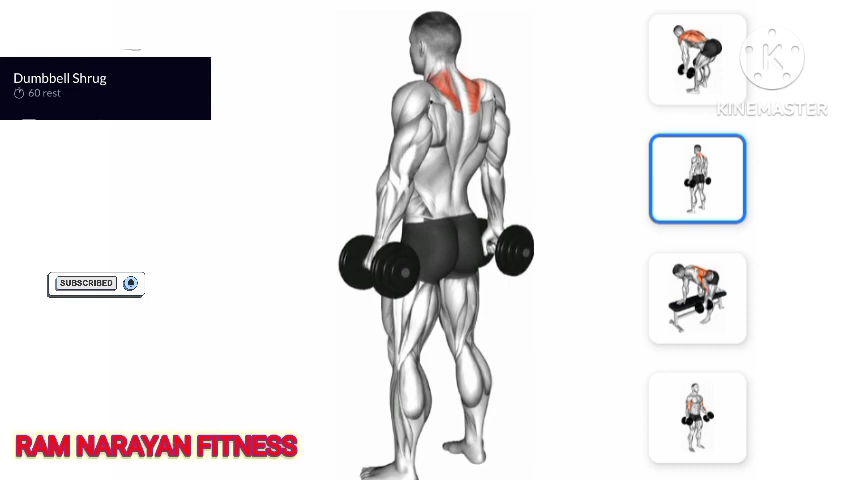 Dumbbell Shrug
60 rest
K
KINEMASTER
SUBSCRIBED
RAM NARAYAN FITNESS